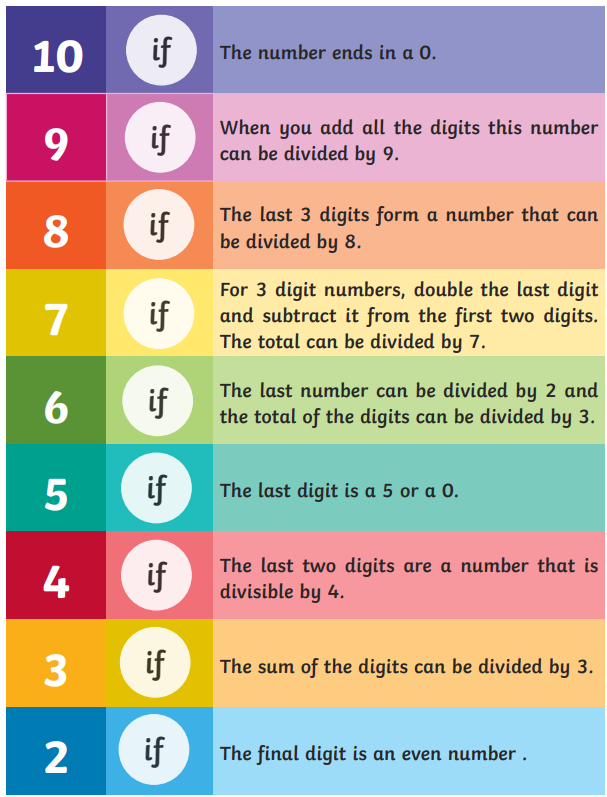 10 if The number ends in a 0.
9 if When you add all the digits this number
can be divided by 9.
8 if The last 3 digits form a number that can
be divided by 8.
7 if For 3 digit numbers, double the last digit
and subtract it from the first two digits.
The total can be divided by 7.
6 if The last number can be divided by 2 and
the total of the digits can be divided by 3.
5 if The last digit is a 5 or a 0.
4 if The last two digits are a number that is
divisible by 4.
3 if The sum of the digits can be divided by 3.
2 if The final digit is an even number .